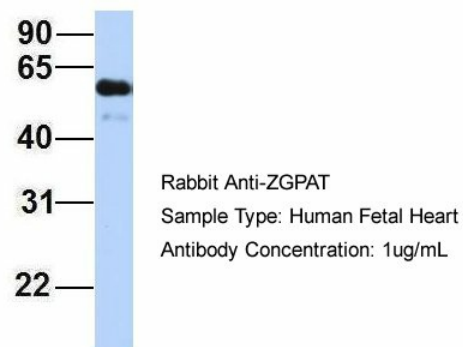 90
65
40
31
22
Rabbit Anti-ZGPAT
Sample Type: Human Fetal Heart
Antibody Concentration: 1ug/mL